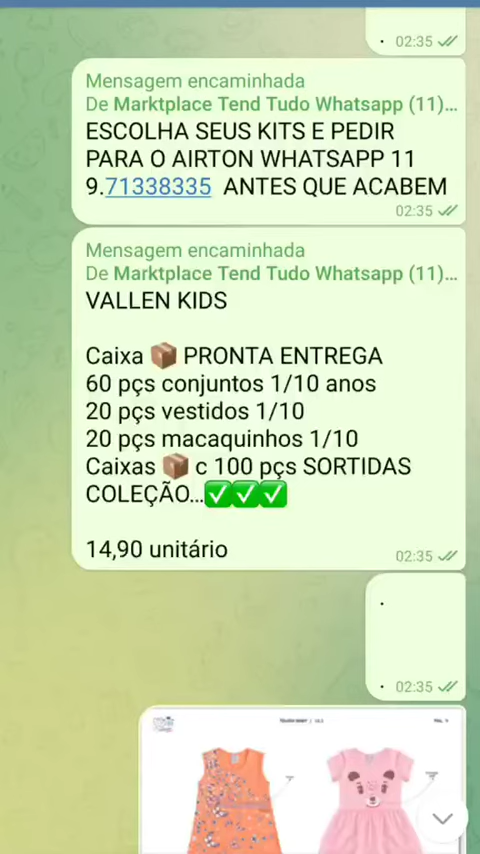 . 02:35
Mensagem encaminhada
De Marktplace Tend Tudo Whatsapp (11)...
ESCOLHA SEUS KITS E PEDIR
PARA O AIRTON WHATSAPP 11
9.71338335 ANTES QUE ACABEM
02:35
Mensagem encaminhada
De Marktplace Tend Tudo Whatsapp (11)...
VALLEN KIDS
Caixa 📦 PRONTA ENTREGA
60 pçs conjuntos 1/10 anos
20 pçs vestidos 1/10
20 pçs macaquinhos 1/10
Caixas 📦 c 100 pçs SORTIDAS
COLEÇÃO...✅✅✅
14,90 unitário
02:35
.
. 02:35